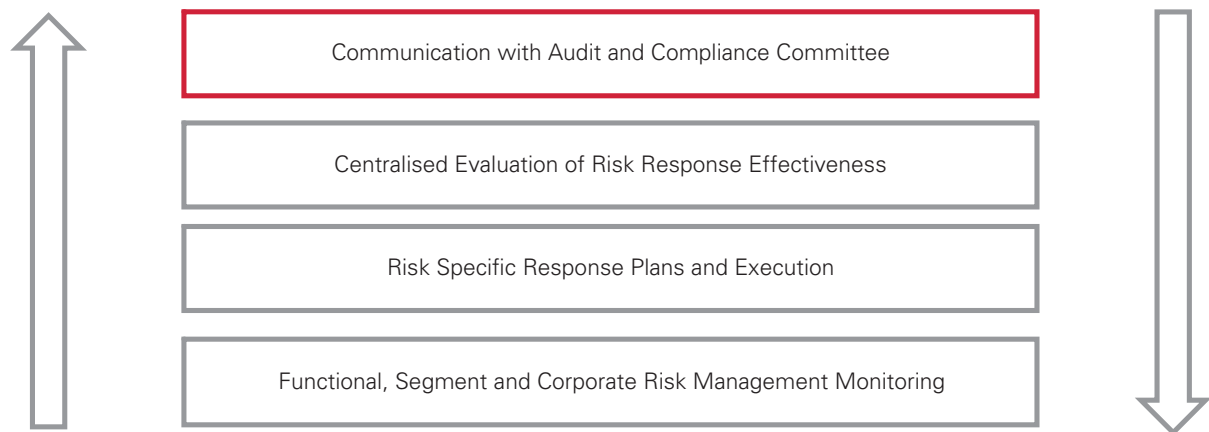 Communication with Audit and Compliance Committee
Centralised Evaluation of Risk Response Effectiveness
Risk Specific Response Plans and Execution
Functional, Segment and Corporate Risk Management Monitoring